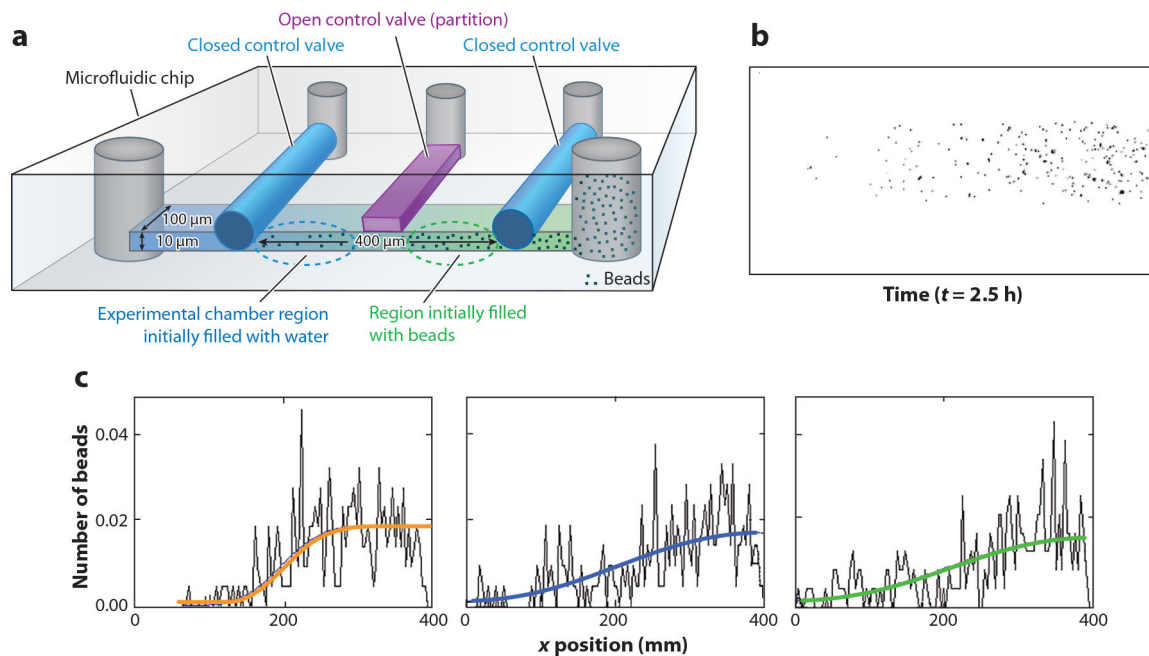 a
Open control valve (partition)
Closed control valve
Closed control valve
Microfluidic chip
100 µm
10 µm
400 µm
Beads
Experimental chamber region
initially filled with water
Region initially filled
with beads
b
Time (t = 2.5 h)
c
Number of beads
0.04
0.02
0.00
0
200
400
0
200
400
0
200
400
x position (mm)